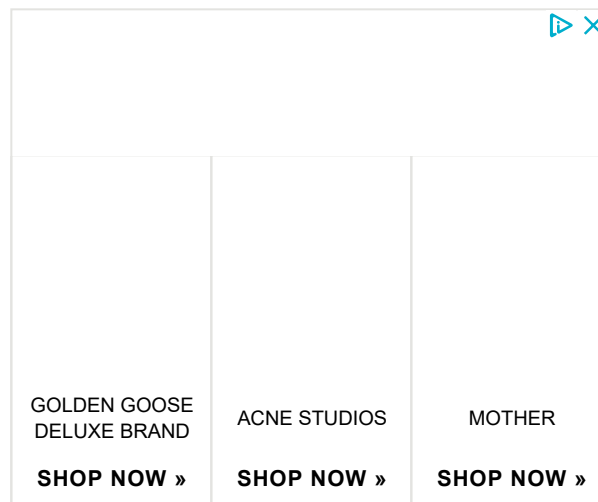 GOLDEN GOOSE
DELUXE BRAND
SHOP NOW »
ACNE STUDIOS
SHOP NOW »
MOTHER
SHOP NOW »